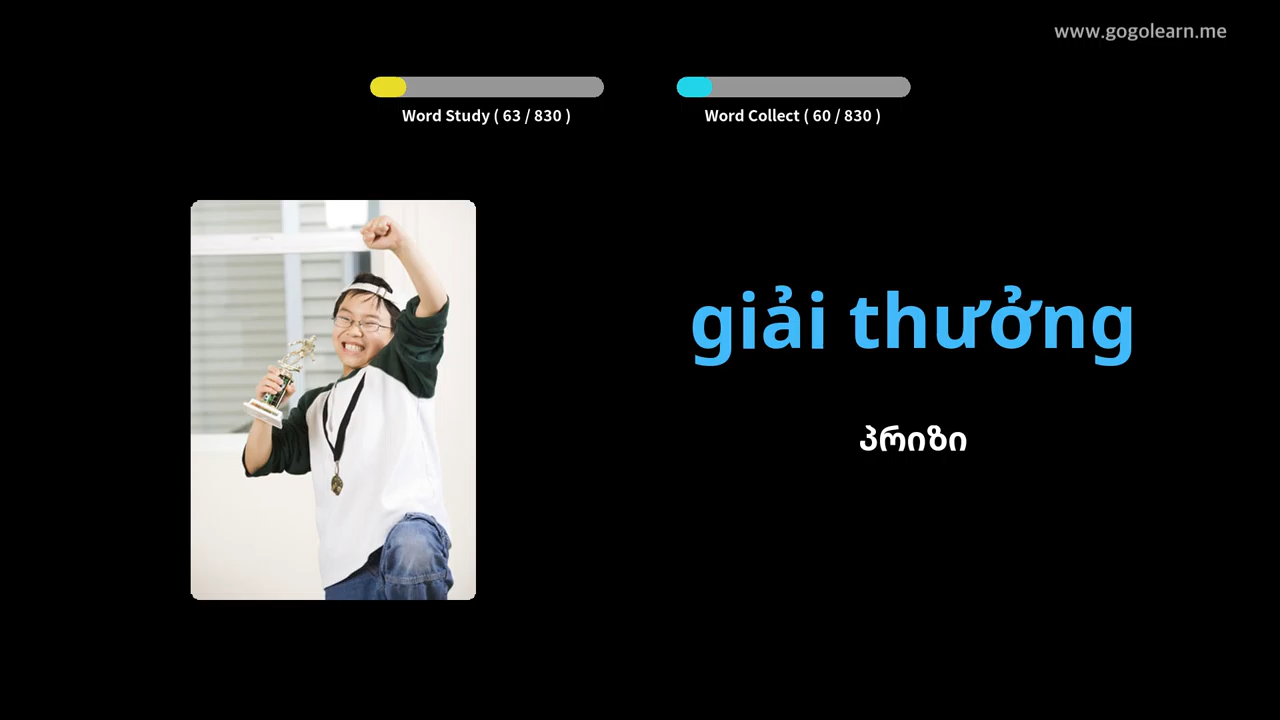 www.gogolearn.me
Word Study ( 63 / 830 )
Word Collect ( 60 / 830 )
giải thưởng
პრიზი